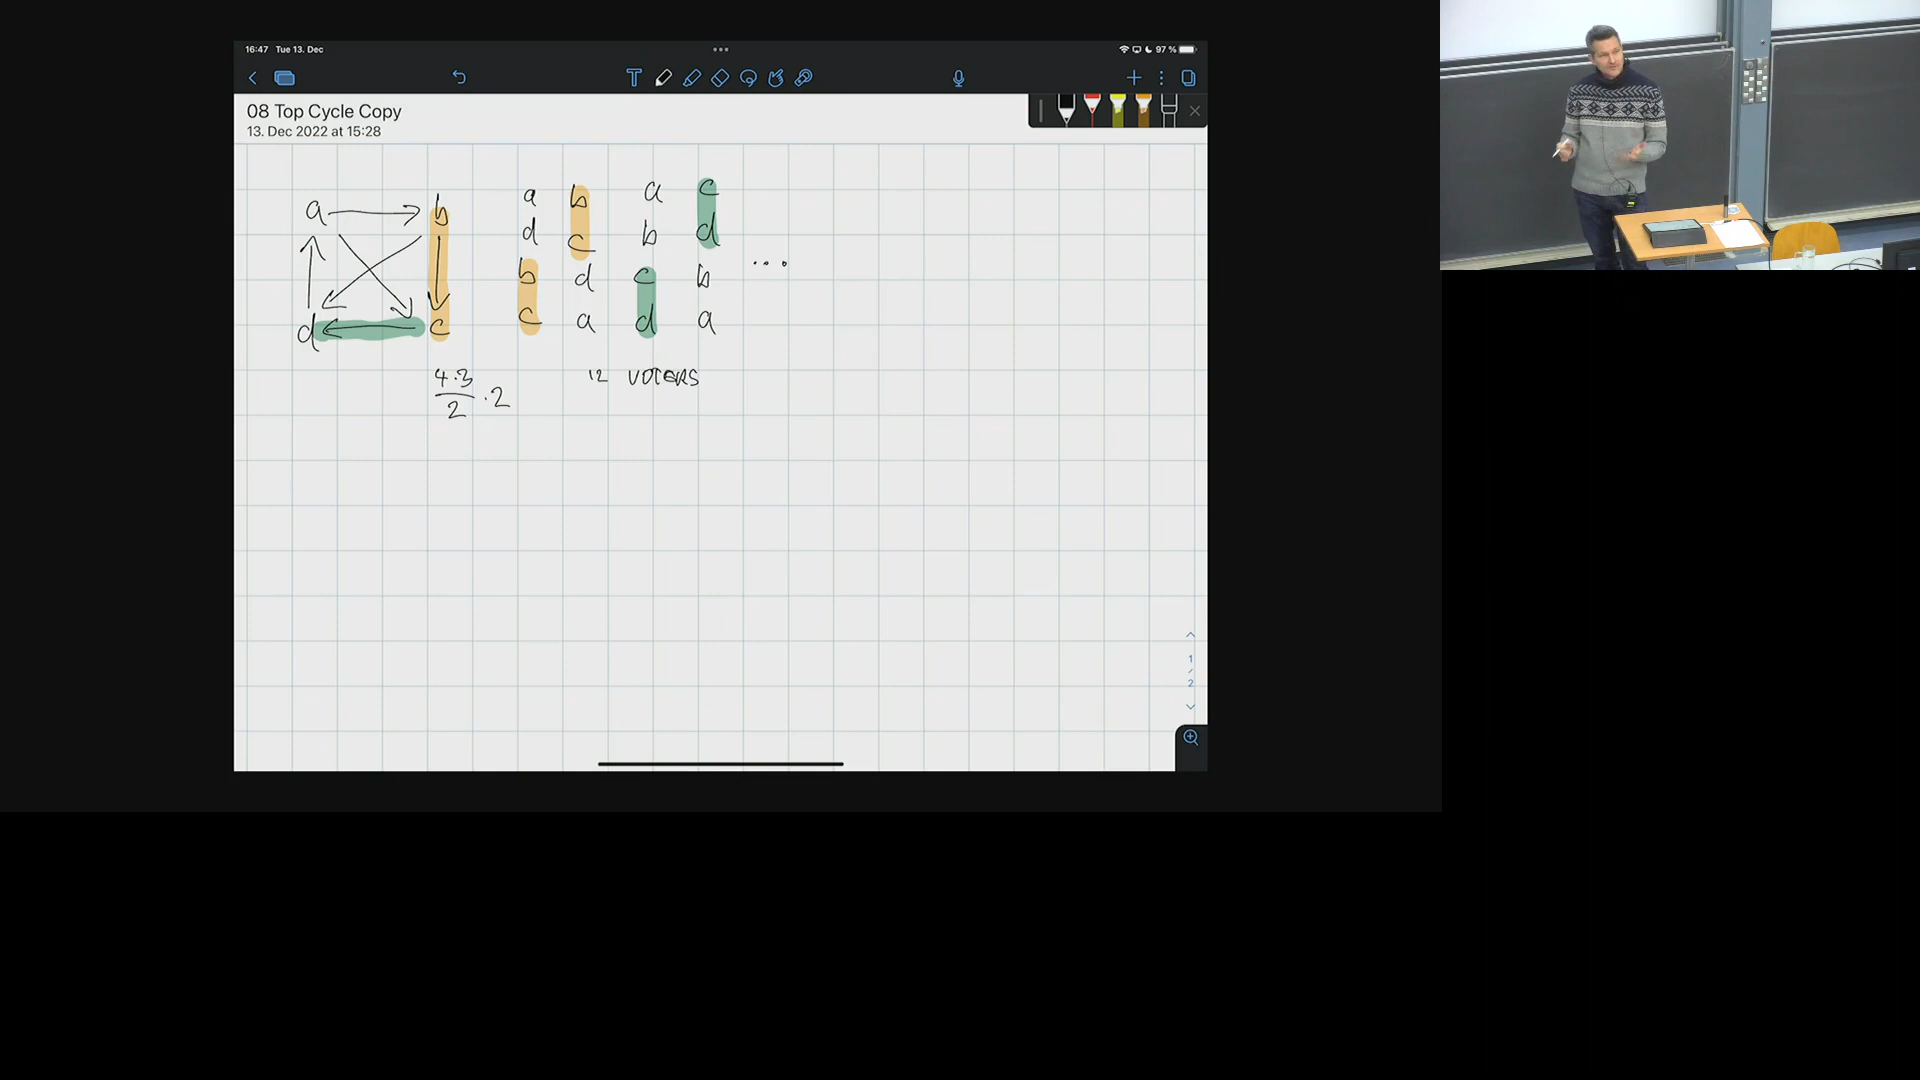 16:47 Tue 13. Dec
97 %
08 Top Cycle Copy
13. Dec 2022 at 15:28
a b a c
a b
d c b d
b d c b
...
d c
c a d a
4·3
12 VOTERS
2 ·2
1
/
2